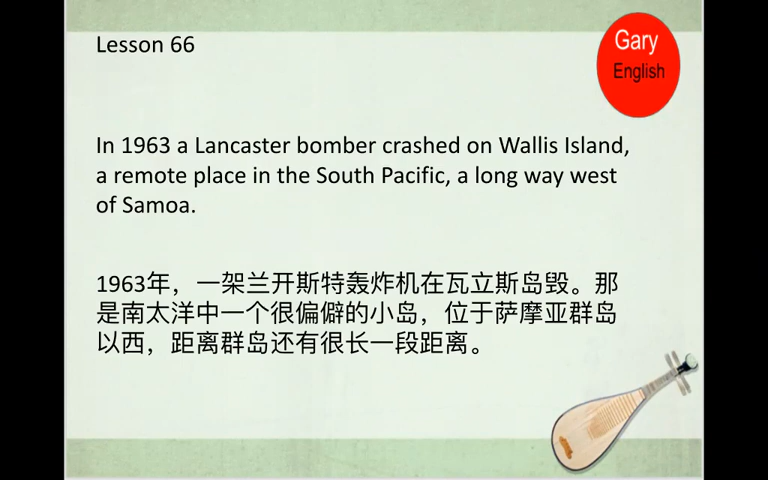 Lesson 66
Gary
English
In 1963 a Lancaster bomber crashed on Wallis Island,
a remote place in the South Pacific, a long way west
of Samoa.
1963年，一架兰开斯特轰炸机在瓦立斯岛毁。那
是南太洋中一个很偏僻的小岛，位于萨摩亚群岛
以西，距离群岛还有很长一段距离。